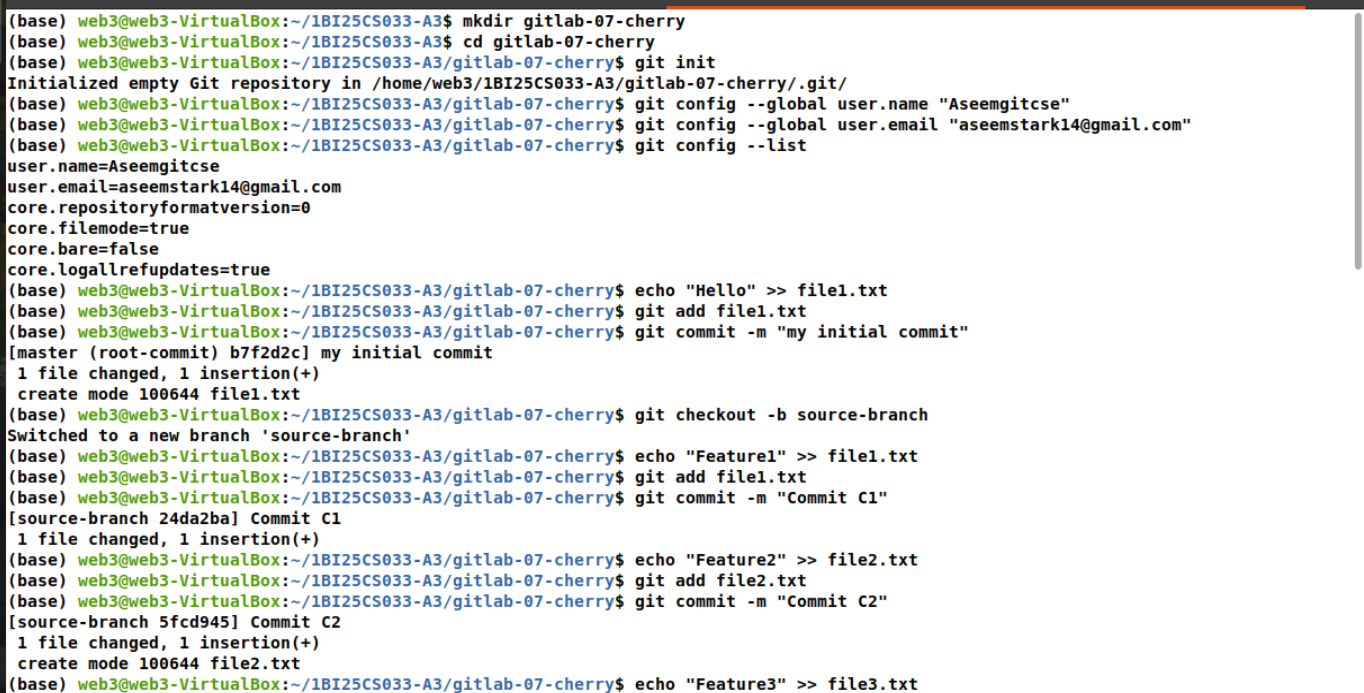 (base) web3@web3-VirtualBox:~/1BI25CS033-A3$ mkdir gitlab-07-cherry
(base) web3@web3-VirtualBox:~/1BI25CS033-A3$ cd gitlab-07-cherry
(base) web3@web3-VirtualBox:~/1BI25CS033-A3/gitlab-07-cherry$ git init
Initialized empty Git repository in /home/web3/1BI25CS033-A3/gitlab-07-cherry/.git/
(base) web3@web3-VirtualBox:~/1BI25CS033-A3/gitlab-07-cherry$ git config --global user.name "Aseemgitcse"
(base) web3@web3-VirtualBox:~/1BI25CS033-A3/gitlab-07-cherry$ git config --global user.email "aseemstark14@gmail.com"
(base) web3@web3-VirtualBox:~/1BI25CS033-A3/gitlab-07-cherry$ git config --list
user.name=Aseemgitcse
user.email=aseemstark14@gmail.com
core.repositoryformatversion=0
core.filemode=true
core.bare=false
core.logallrefupdates=true
(base) web3@web3-VirtualBox:~/1BI25CS033-A3/gitlab-07-cherry$ echo "Hello" >> file1.txt
(base) web3@web3-VirtualBox:~/1BI25CS033-A3/gitlab-07-cherry$ git add file1.txt
(base) web3@web3-VirtualBox:~/1BI25CS033-A3/gitlab-07-cherry$ git commit -m "my initial commit"
[master (root-commit) b7f2d2c] my initial commit
 1 file changed, 1 insertion(+)
 create mode 100644 file1.txt
(base) web3@web3-VirtualBox:~/1BI25CS033-A3/gitlab-07-cherry$ git checkout -b source-branch
Switched to a new branch 'source-branch'
(base) web3@web3-VirtualBox:~/1BI25CS033-A3/gitlab-07-cherry$ echo "Feature1" >> file1.txt
(base) web3@web3-VirtualBox:~/1BI25CS033-A3/gitlab-07-cherry$ git add file1.txt
(base) web3@web3-VirtualBox:~/1BI25CS033-A3/gitlab-07-cherry$ git commit -m "Commit C1"
[source-branch 24da2ba] Commit C1
 1 file changed, 1 insertion(+)
(base) web3@web3-VirtualBox:~/1BI25CS033-A3/gitlab-07-cherry$ echo "Feature2" >> file2.txt
(base) web3@web3-VirtualBox:~/1BI25CS033-A3/gitlab-07-cherry$ git add file2.txt
(base) web3@web3-VirtualBox:~/1BI25CS033-A3/gitlab-07-cherry$ git commit -m "Commit C2"
[source-branch 5fcd945] Commit C2
 1 file changed, 1 insertion(+)
 create mode 100644 file2.txt
(base) web3@web3-VirtualBox:~/1BI25CS033-A3/gitlab-07-cherry$ echo "Feature3" >> file3.txt